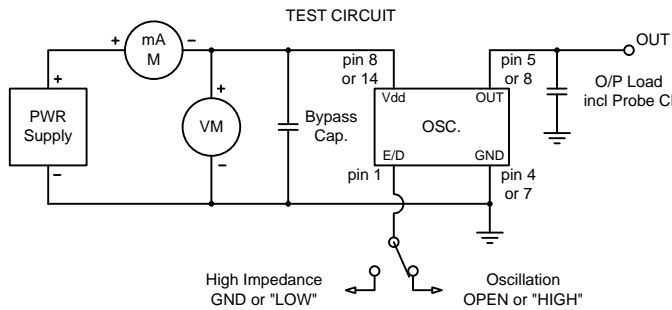 TEST CIRCUIT
mA
M
+
−
OUT
pin 8
or 14
pin 5
or 8
+
PWR
Supply
−
+
VM
−
Bypass
Cap.
Vdd
OUT
OSC.
E/D
GND
O/P Load
incl Probe
pin 1
pin 4
or 7
High Impedance
GND or "LOW"
Oscillation
OPEN or "HIGH"